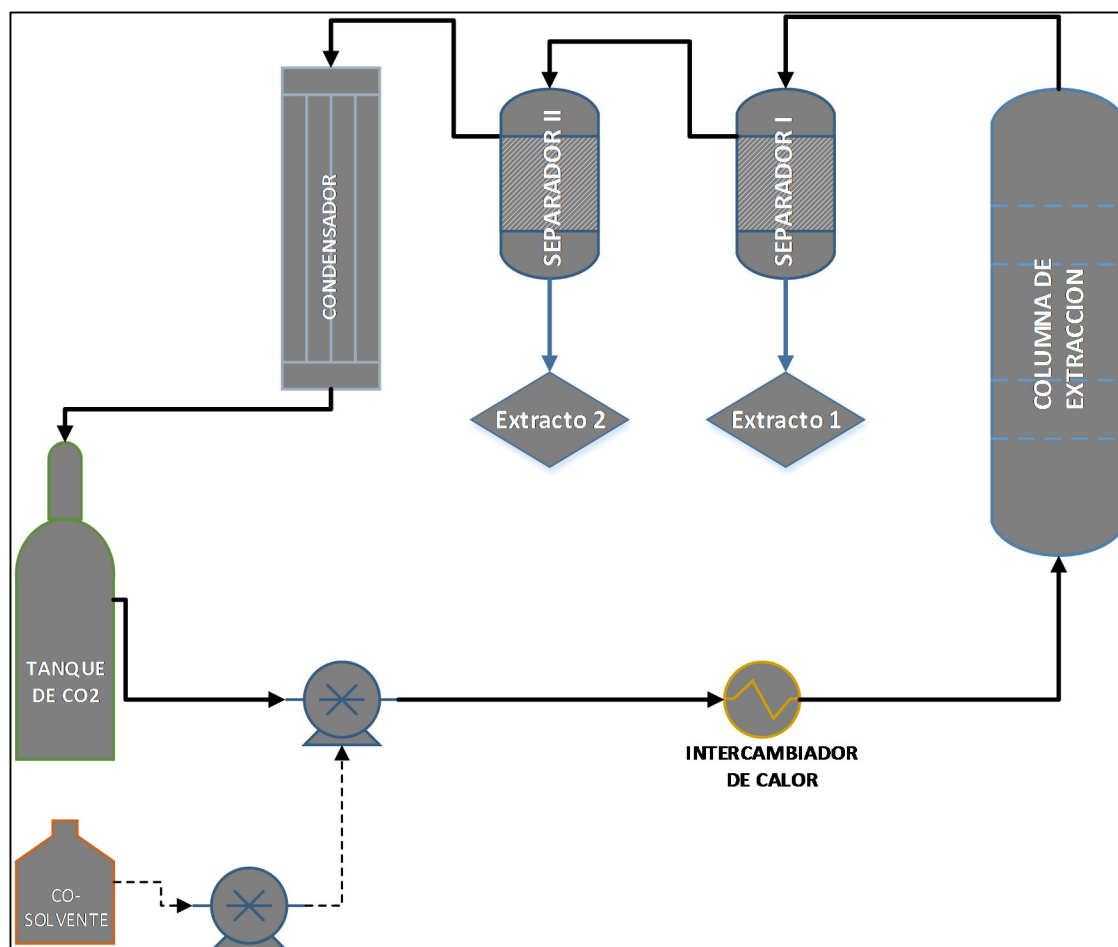 SEPARADOR II
SEPARADOR I
CONDENSADOR
COLUMNA DE
EXTRACCION
Extracto 2
Extracto 1
TANQUE
DE CO2
INTERCAMBIADOR
DE CALOR
CO-
SOLVENTE